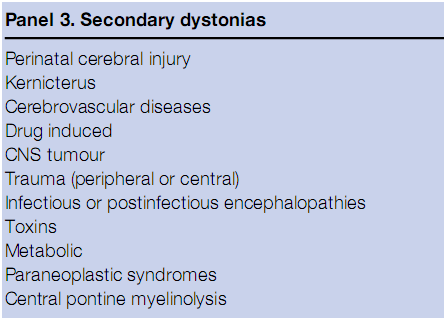 Panel 3. Secondary dystonias
Perinatal cerebral injury
Kernicterus
Cerebrovascular diseases
Drug induced
CNS tumour
Trauma (peripheral or central)
Infectious or postinfectious encephalopathies
Toxins
Metabolic
Paraneoplastic syndromes
Central pontine myelinolysis